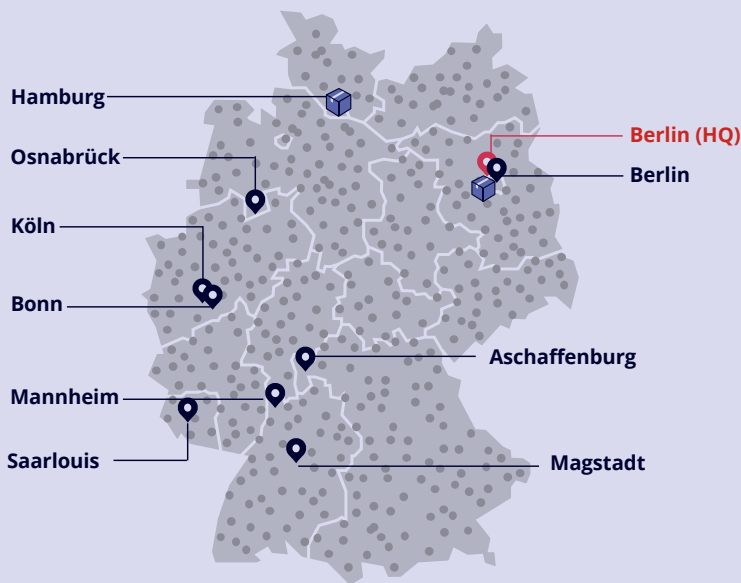 Hamburg
Berlin (HQ)
Osnabrück
Berlin
Köln
Bonn
Aschaffenburg
Mannheim
Saarlouis
Magstadt